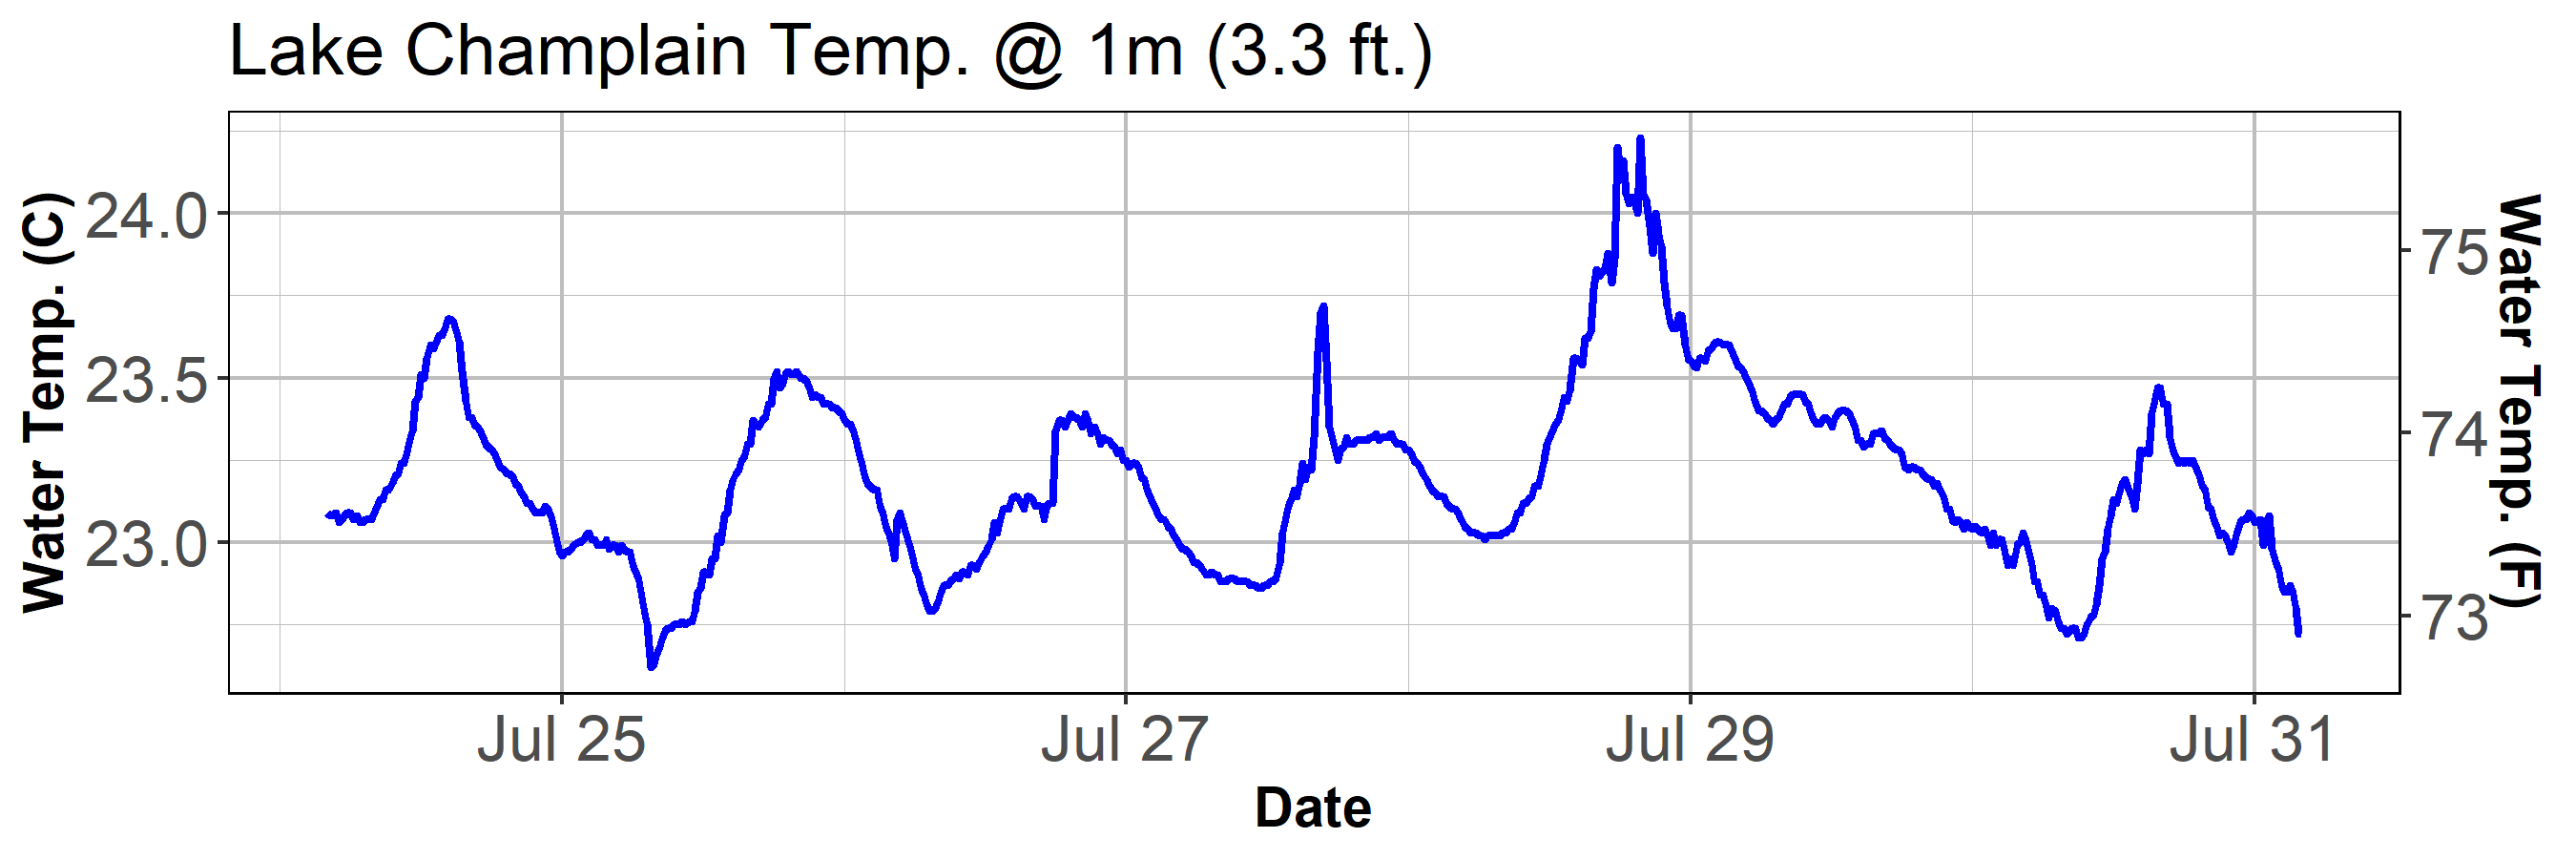 Lake Champlain Temp. @ 1m (3.3 ft.)
Water Temp. (C)
24.0
23.5
23.0
75
74
73
Water Temp. (F)
Jul 25
Jul 27
Jul 29
Jul 31
Date